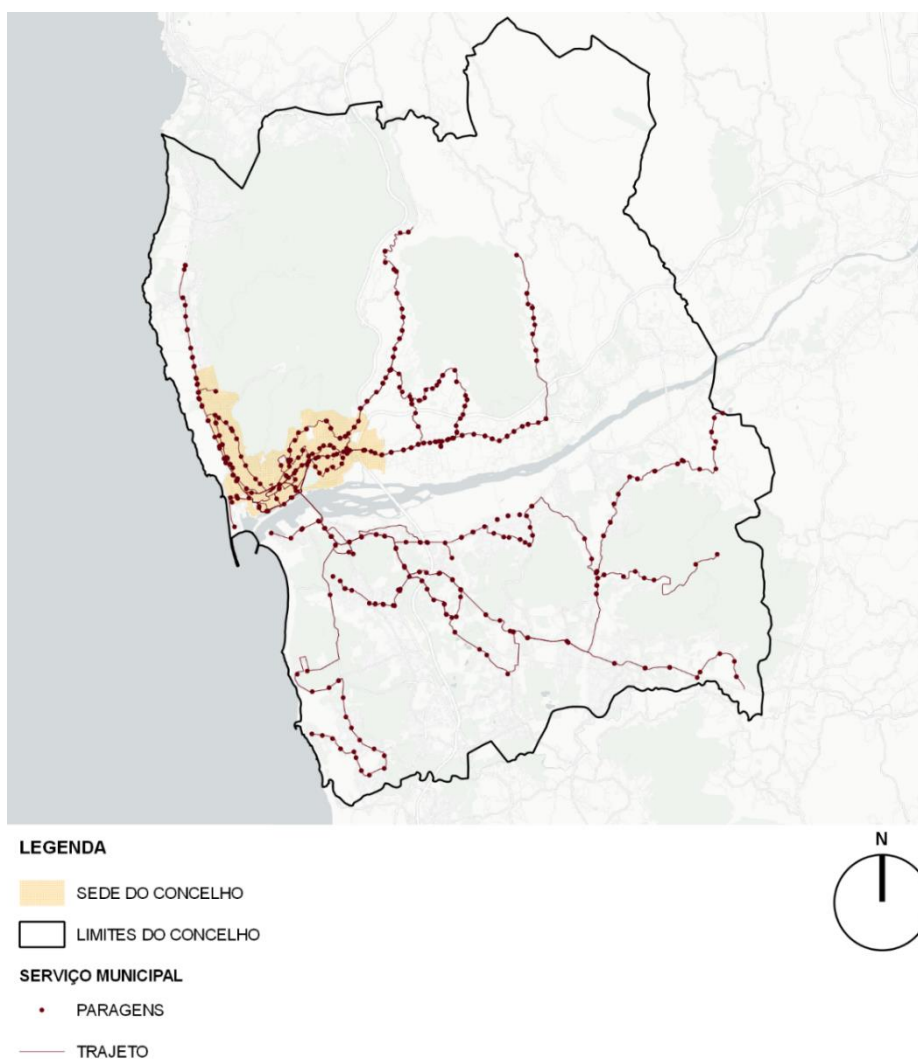 LEGENDA
SEDE DO CONCELHO
LIMITES DO CONCELHO
SERVIÇO MUNICIPAL
PARAGENS
TRAJETO
N